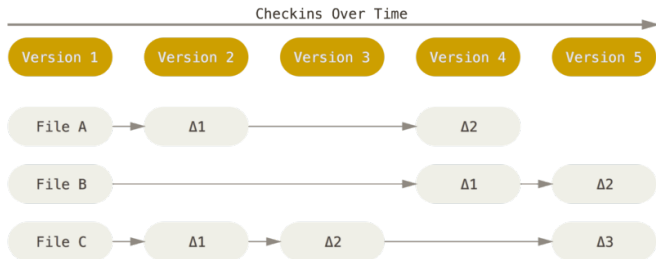 Checkins Over Time
Version 1 Version 2 Version 3 Version 4 Version 5
File A Δ1 Δ2
File B Δ1 Δ2
File C Δ1 Δ2 Δ3